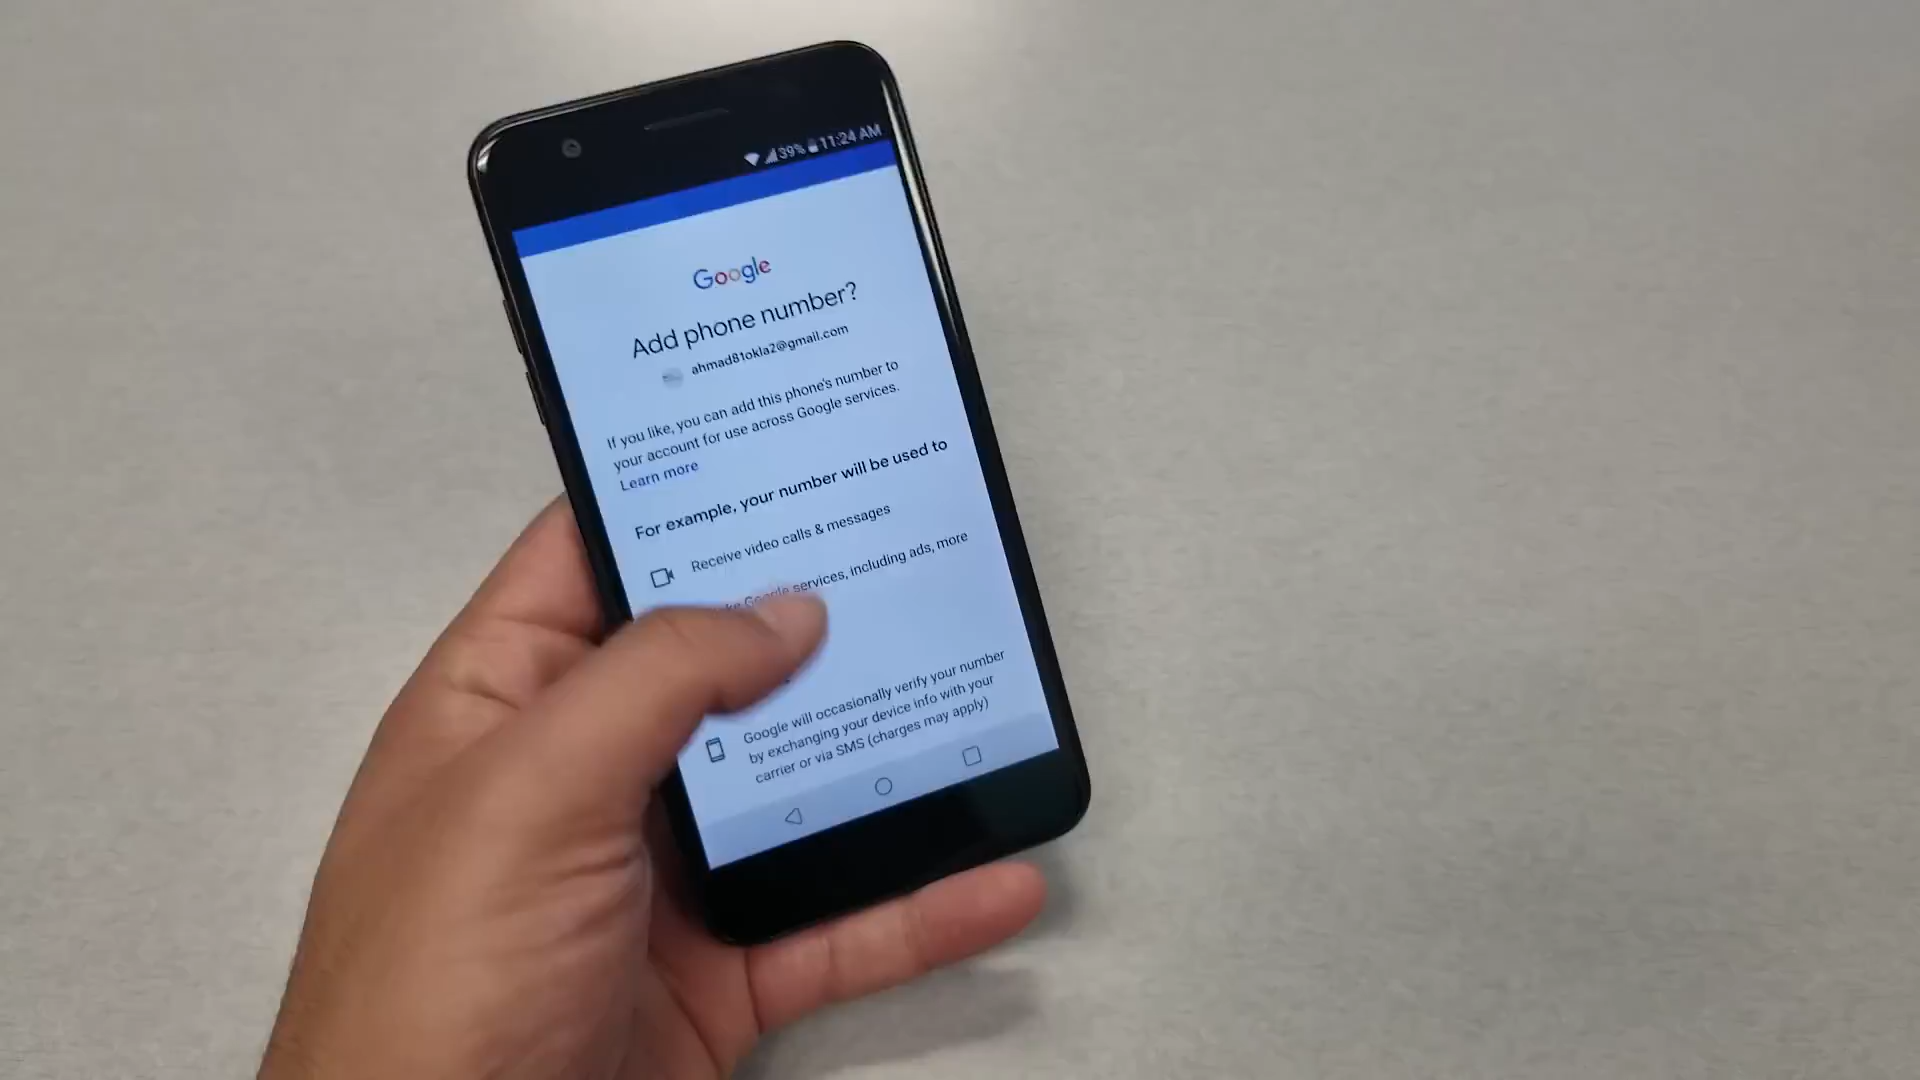 39% 11:24 AM
Google
Add phone number?
ahmad81okla2@gmail.com
If you like, you can add this phone's number to
your account for use across Google services.
Learn more
For example, your number will be used to
Receive video calls & messages
Google services, including ads, more
Google will occasionally verify your number
by exchanging your device info with your
carrier or via SMS (charges may apply)